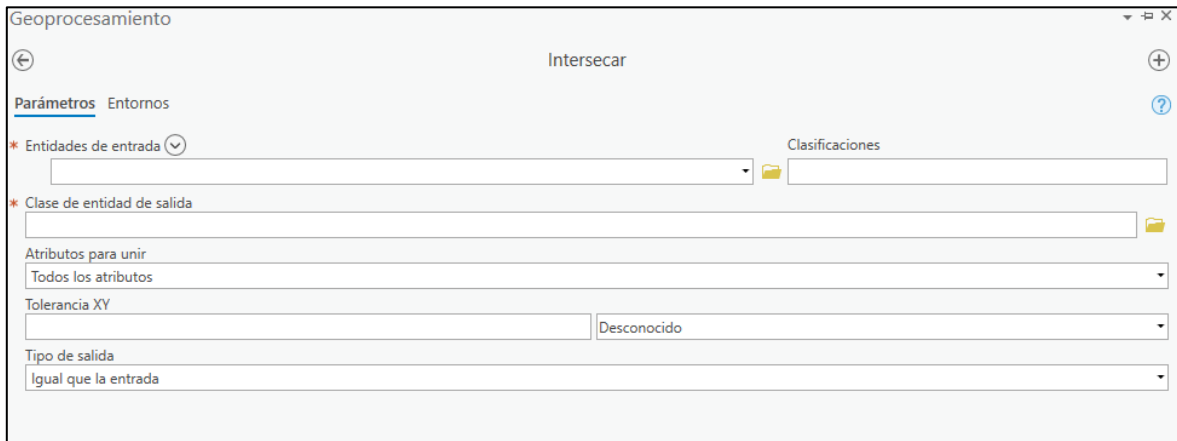 Geoprocesamiento
Intersecar
Parámetros Entornos
* Entidades de entrada Clasificaciones
* Clase de entidad de salida
Atributos para unir
Todos los atributos
Tolerancia XY
Desconocido
Tipo de salida
Igual que la entrada